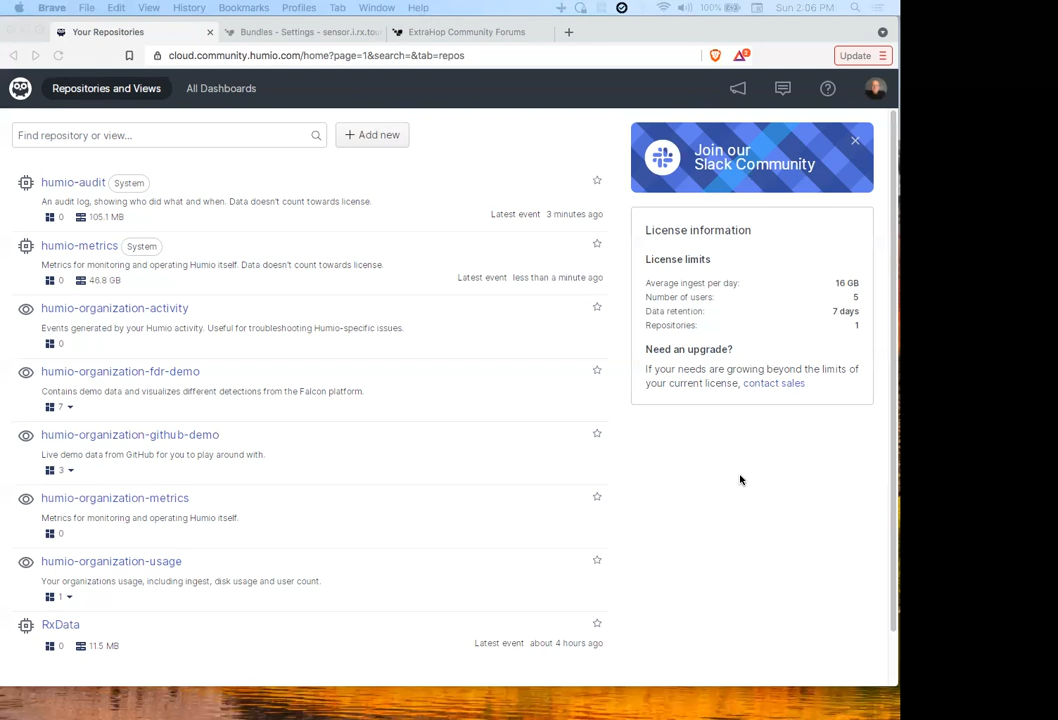 Brave File Edit View History Bookmarks Profiles Tab Window Help 100% Sun 2:06 PM
Your Repositories Bundles - Settings - sensor.i.rx.tou ExtraHop Community Forums
cloud.community.humio.com/home?page=1&search=&tab=repos 2 Update
Repositories and Views All Dashboards
Find repository or view... Add new
Join our
Slack Community
humio-audit System
An audit log, showing who did what and when. Data doesn't count towards license.
0 105.1 MB Latest event 3 minutes ago
humio-metrics System
Metrics for monitoring and operating Humio itself. Data doesn't count towards license.
0 46.8 GB Latest event less than a minute ago
humio-organization-activity
Events generated by your Humio activity. Useful for troubleshooting Humio-specific issues.
0
humio-organization-fdr-demo
Contains demo data and visualizes different detections from the Falcon platform.
7
humio-organization-github-demo
Live demo data from GitHub for you to play around with.
3
humio-organization-metrics
Metrics for monitoring and operating Humio itself.
0
humio-organization-usage
Your organizations usage, including ingest, disk usage and user count.
1
RxData
0 11.5 MB Latest event about 4 hours ago
License information
License limits
Average ingest per day: 16 GB
Number of users: 5
Data retention: 7 days
Repositories: 1
Need an upgrade?
If your needs are growing beyond the limits of
your current license, contact sales